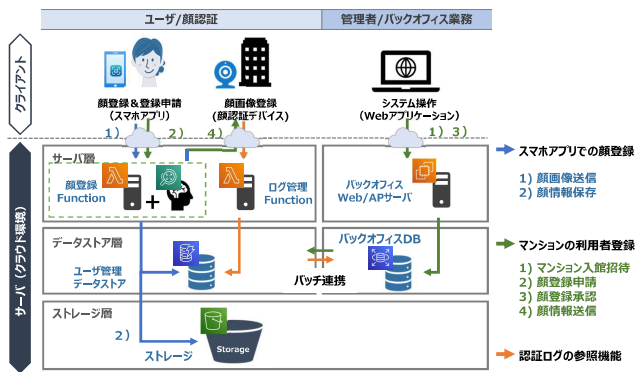 ユーザ/顔認証
管理者/バックオフィス業務
クライアント
顔登録&登録申請
(スマホアプリ)
顔画像登録
(顔認証デバイス)
システム操作
(Webアプリケーション)
1)
2)
4)
1)
3)
サーバ(クラウド環境)
サーバ層
顔登録
Function
+
ログ管理
Function
バックオフィス
Web/APサーバ
データストア層
ユーザ管理
データストア
バックオフィスDB
バッチ連携
ストレージ層
2)
ストレージ
Storage
スマホアプリでの顔登録
1) 顔画像送信
2) 顔情報保存
マンションの利用者登録
1) マンション入館招待
2) 顔登録申請
3) 顔登録承認
4) 顔情報送信
認証ログの参照機能